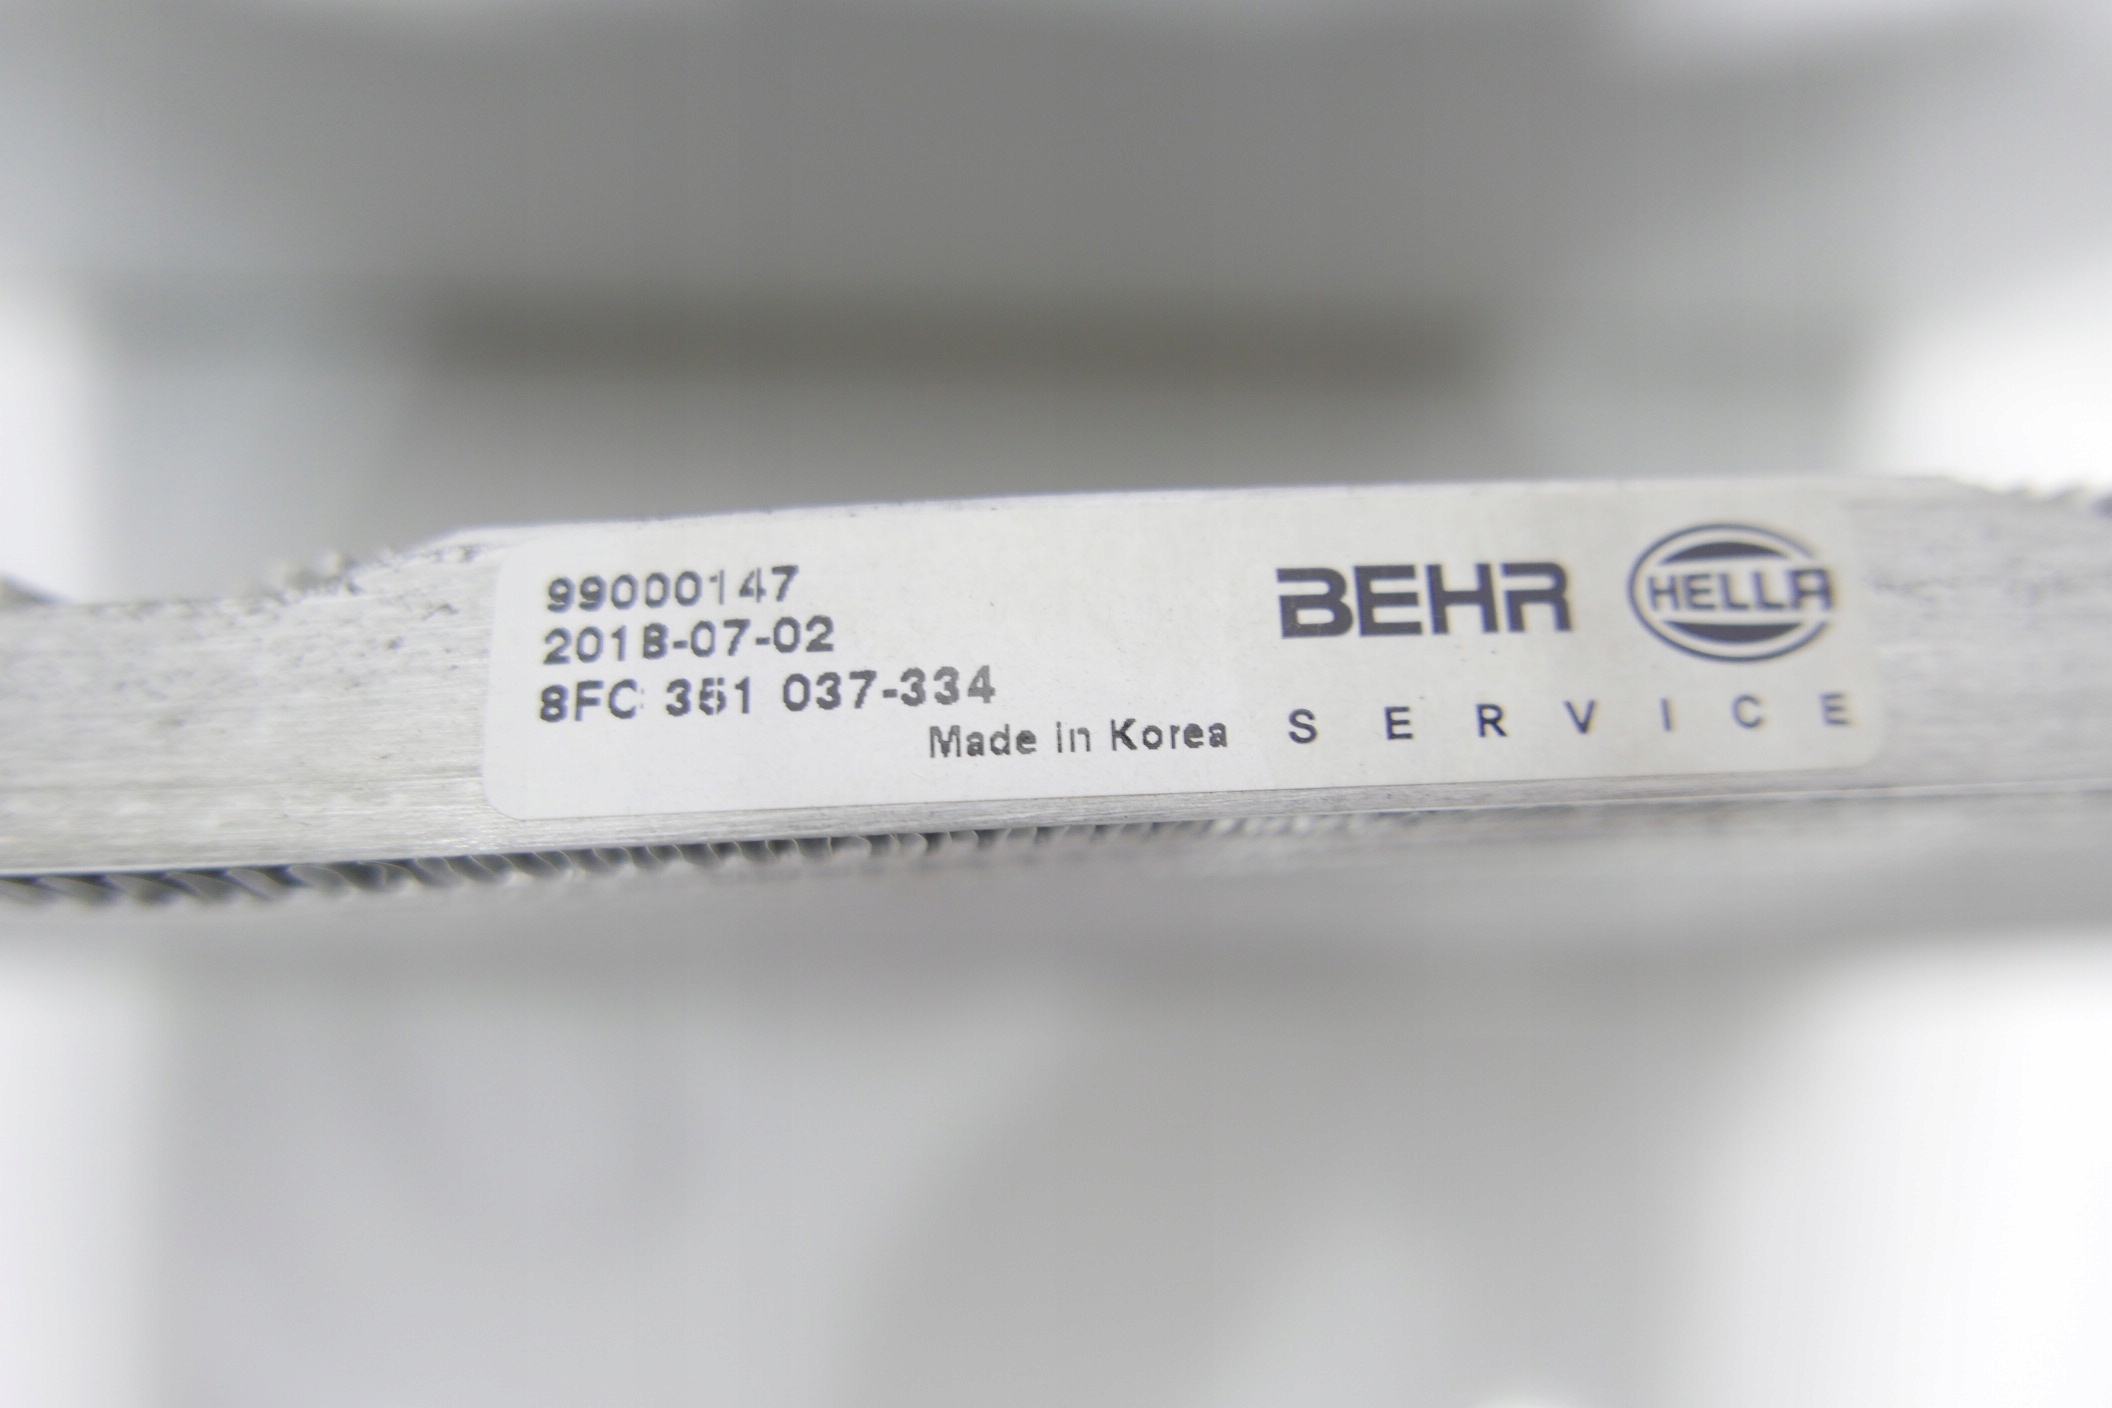 99000147
2018-07-02
8FC 351 037-334
Made in Korea
BEHR HELLA
SERVICE